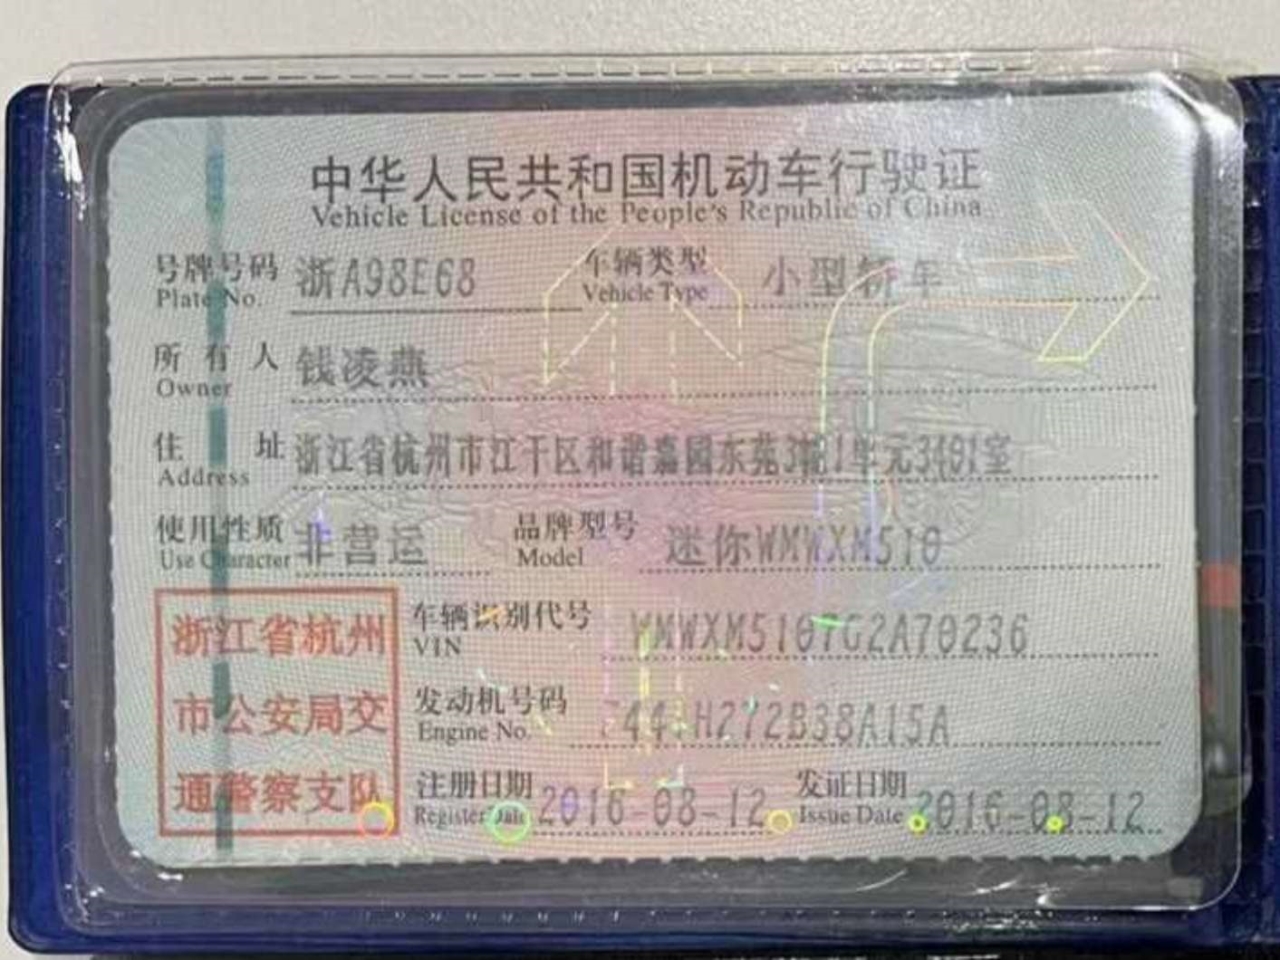 中华人民共和国机动车行驶证
Vehicle License of the People's Republic of China
号牌号码 浙A98E68 车辆类型 小型轿车
Plate No. Vehicle Type
所有人 钱凌燕
Owner
住址 浙江省杭州市江干区和谐嘉园东苑3幢1单元3401室
Address
使用性质 非营运 品牌型号 迷你WMWXM510
Use Character Model
浙江省杭州
市公安局交
通警察支队
车辆识别代号 WMWXM5107G2A70236
VIN
发动机号码
Engine No.
注册日期 2016-08-12 发证日期 2016-08-12
Register Date Issue Date